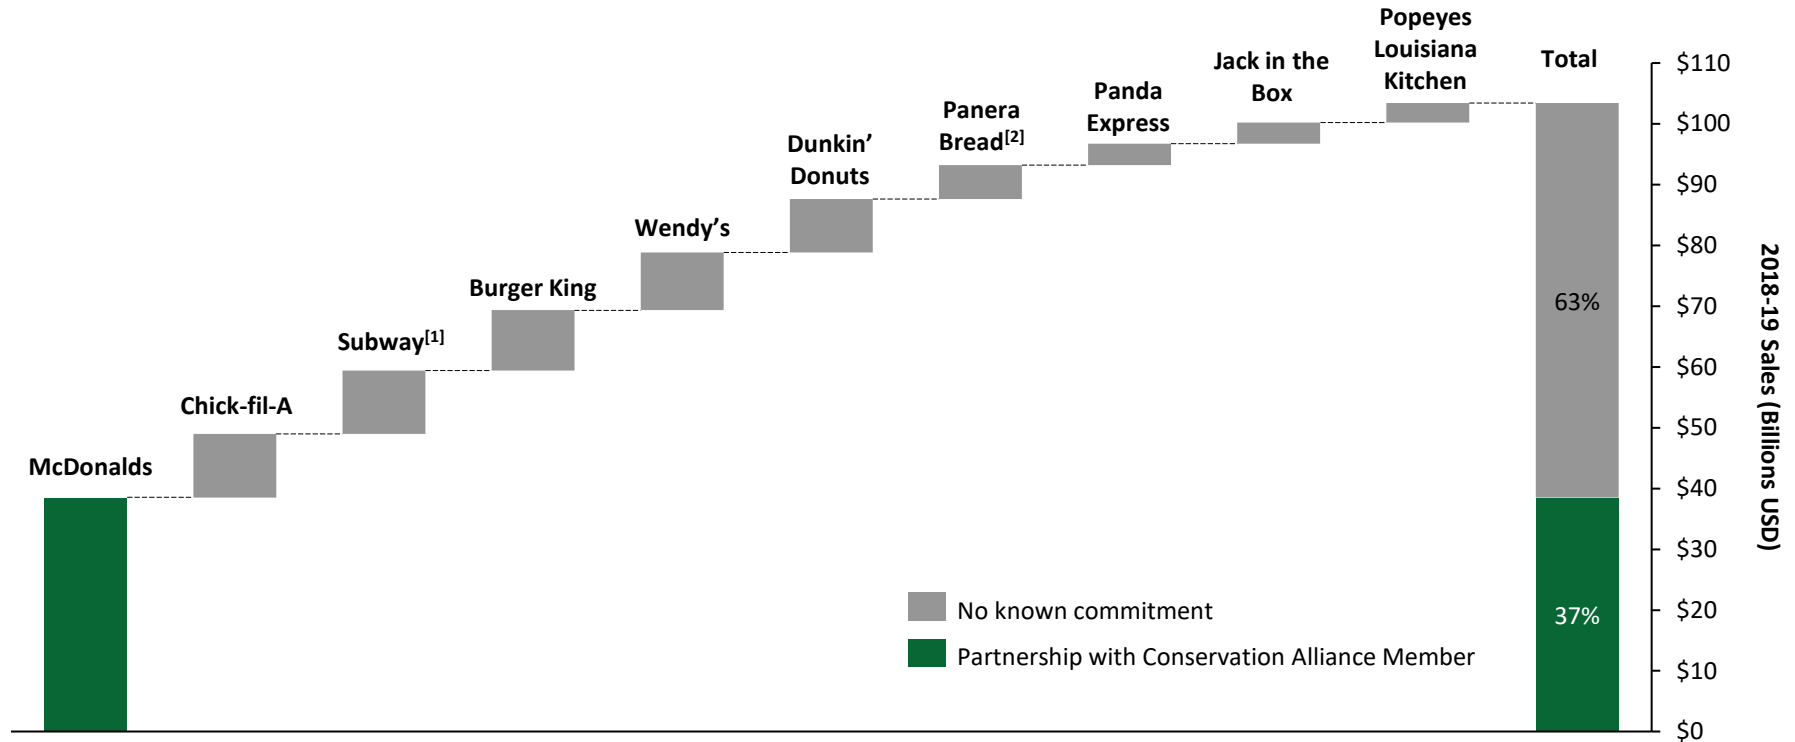 Popeyes
Louisiana
Kitchen
Total
Jack in the
Box
Panda
Express
Panera
Bread[2]
Dunkin’
Donuts
Wendy’s
Burger King
Subway[1]
Chick-fil-A
McDonalds
63%
37%
No known commitment
Partnership with Conservation Alliance Member
$110
$100
$90
$80
$70
$60
$50
$40
$30
$20
$10
$0
2018-19 Sales (Billions USD)